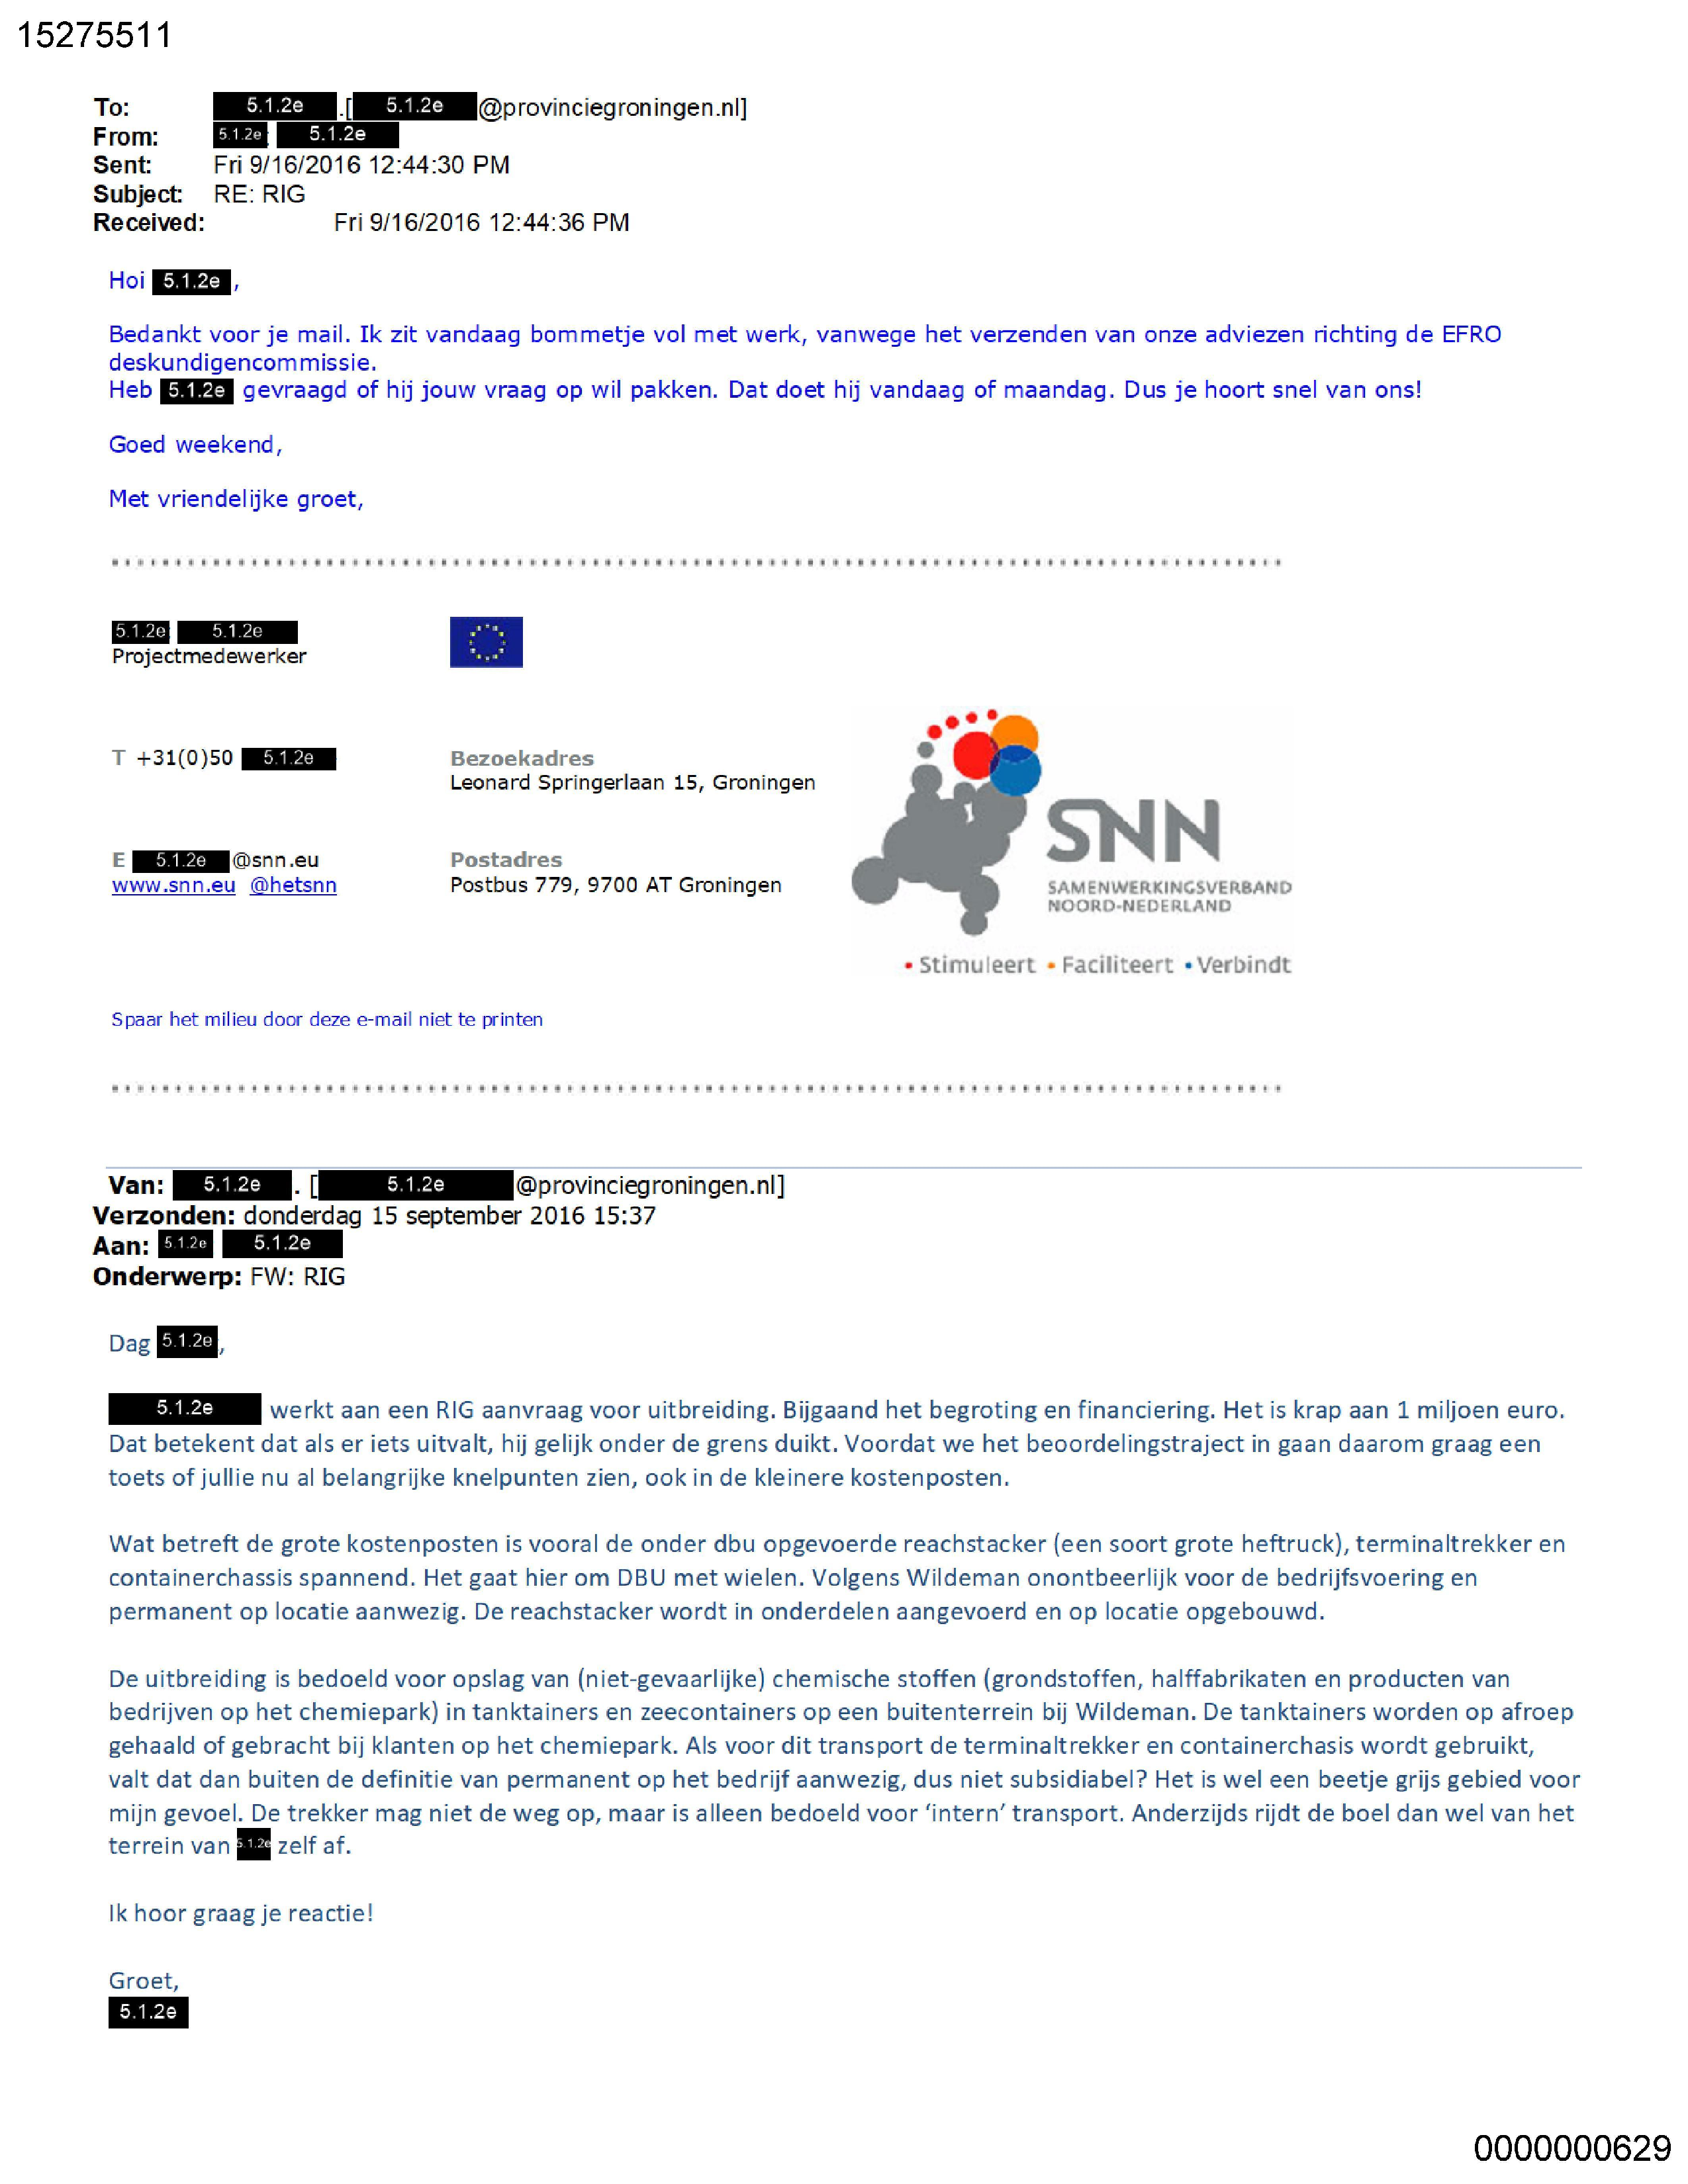 15275511
To: 5.1.2e .[ 5.1.2e @provinciegroningen.nl]
From: 5.1.2e 5.1.2e
Sent: Fri 9/16/2016 12:44:30 PM
Subject: RE: RIG
Received: Fri 9/16/2016 12:44:36 PM
Hoi 5.1.2e ,
Bedankt voor je mail. Ik zit vandaag bommetje vol met werk, vanwege het verzenden van onze adviezen richting de EFRO
deskundigencommissie.
Heb 5.1.2e gevraagd of hij jouw vraag op wil pakken. Dat doet hij vandaag of maandag. Dus je hoort snel van ons!
Goed weekend,
Met vriendelijke groet,
5.1.2e 5.1.2e
Projectmedewerker
T +31(0)50 5.1.2e
Bezoekadres
Leonard Springerlaan 15, Groningen
E 5.1.2e @snn.eu
www.snn.eu @hetsnn
Postadres
Postbus 779, 9700 AT Groningen
SNN
SAMENWERKINGSVERBAND
NOORD-NEDERLAND
• Stimuleert • Faciliteert • Verbindt
Spaar het milieu door deze e-mail niet te printen
Van: 5.1.2e . [ 5.1.2e @provinciegroningen.nl]
Verzonden: donderdag 15 september 2016 15:37
Aan: 5.1.2e 5.1.2e
Onderwerp: FW: RIG
Dag 5.1.2e,
5.1.2e werkt aan een RIG aanvraag voor uitbreiding. Bijgaand het begroting en financiering. Het is krap aan 1 miljoen euro.
Dat betekent dat als er iets uitvalt, hij gelijk onder de grens duikt. Voordat we het beoordelingstraject in gaan daarom graag een
toets of jullie nu al belangrijke knelpunten zien, ook in de kleinere kostenposten.
Wat betreft de grote kostenposten is vooral de onder dbu opgevoerde reachstacker (een soort grote heftruck), terminaltrekker en
containerchassis spannend. Het gaat hier om DBU met wielen. Volgens Wildeman onontbeerlijk voor de bedrijfsvoering en
permanent op locatie aanwezig. De reachstacker wordt in onderdelen aangevoerd en op locatie opgebouwd.
De uitbreiding is bedoeld voor opslag van (niet-gevaarlijke) chemische stoffen (grondstoffen, halffabrikaten en producten van
bedrijven op het chemiepark) in tanktainers en zeecontainers op een buitenterrein bij Wildeman. De tanktainers worden op afroep
gehaald of gebracht bij klanten op het chemiepark. Als voor dit transport de terminaltrekker en containerchasis wordt gebruikt,
valt dat dan buiten de definitie van permanent op het bedrijf aanwezig, dus niet subsidiabel? Het is wel een beetje grijs gebied voor
mijn gevoel. De trekker mag niet de weg op, maar is alleen bedoeld voor ‘intern’ transport. Anderzijds rijdt de boel dan wel van het
terrein van 5.1.2e zelf af.
Ik hoor graag je reactie!
Groet,
5.1.2e
0000000629